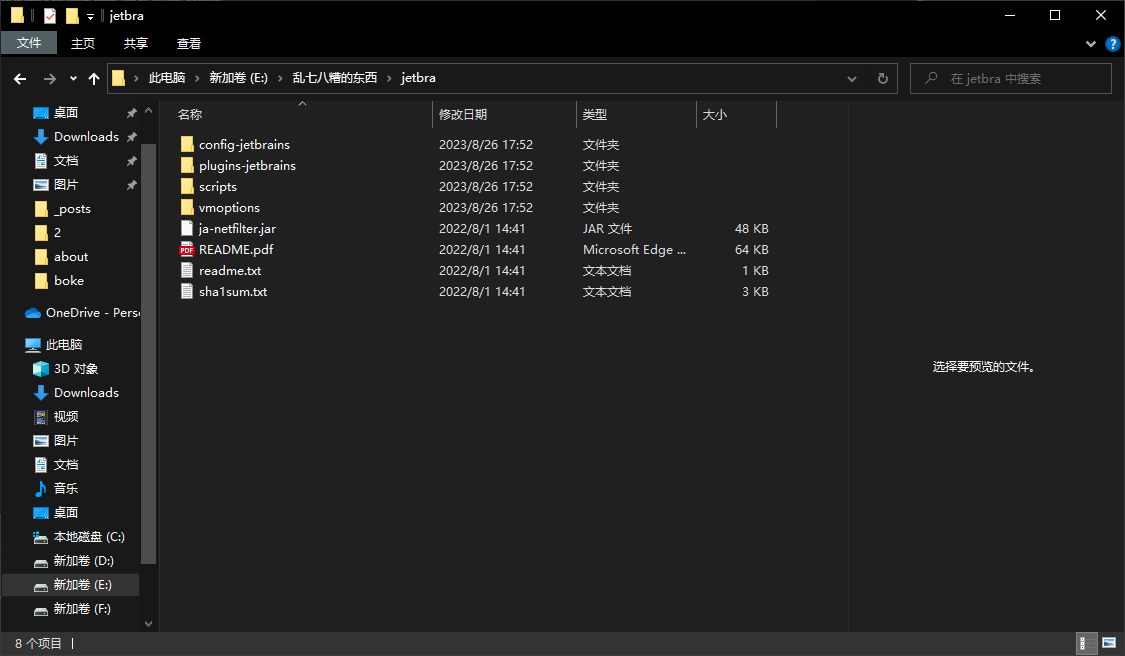 jetbra
文件 主页 共享 查看
此电脑 新加卷 (E:) 乱七八糟的东西 jetbra
在 jetbra 中搜索
桌面
Downloads
文档
图片
_posts
2
about
boke
OneDrive - Pers
此电脑
3D 对象
Downloads
视频
图片
文档
音乐
桌面
本地磁盘 (C:)
新加卷 (D:)
新加卷 (E:)
新加卷 (F:)
名称 修改日期 类型 大小
config-jetbrains 2023/8/26 17:52 文件夹
plugins-jetbrains 2023/8/26 17:52 文件夹
scripts 2023/8/26 17:52 文件夹
vmoptions 2023/8/26 17:52 文件夹
ja-netfilter.jar 2022/8/1 14:41 JAR 文件 48 KB
PDF README.pdf 2022/8/1 14:41 Microsoft Edge ... 64 KB
readme.txt 2022/8/1 14:41 文本文档 1 KB
sha1sum.txt 2022/8/1 14:41 文本文档 3 KB
选择要预览的文件。
8 个项目